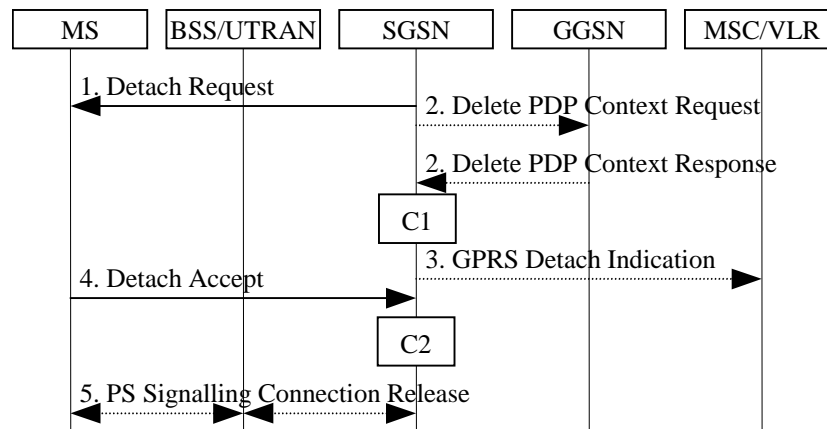 MS
BSS/UTRAN
SGSN
GGSN
MSC/VLR
1. Detach Request
2. Delete PDP Context Request
2. Delete PDP Context Response
C1
3. GPRS Detach Indication
4. Detach Accept
C2
5. PS Signalling Connection Release